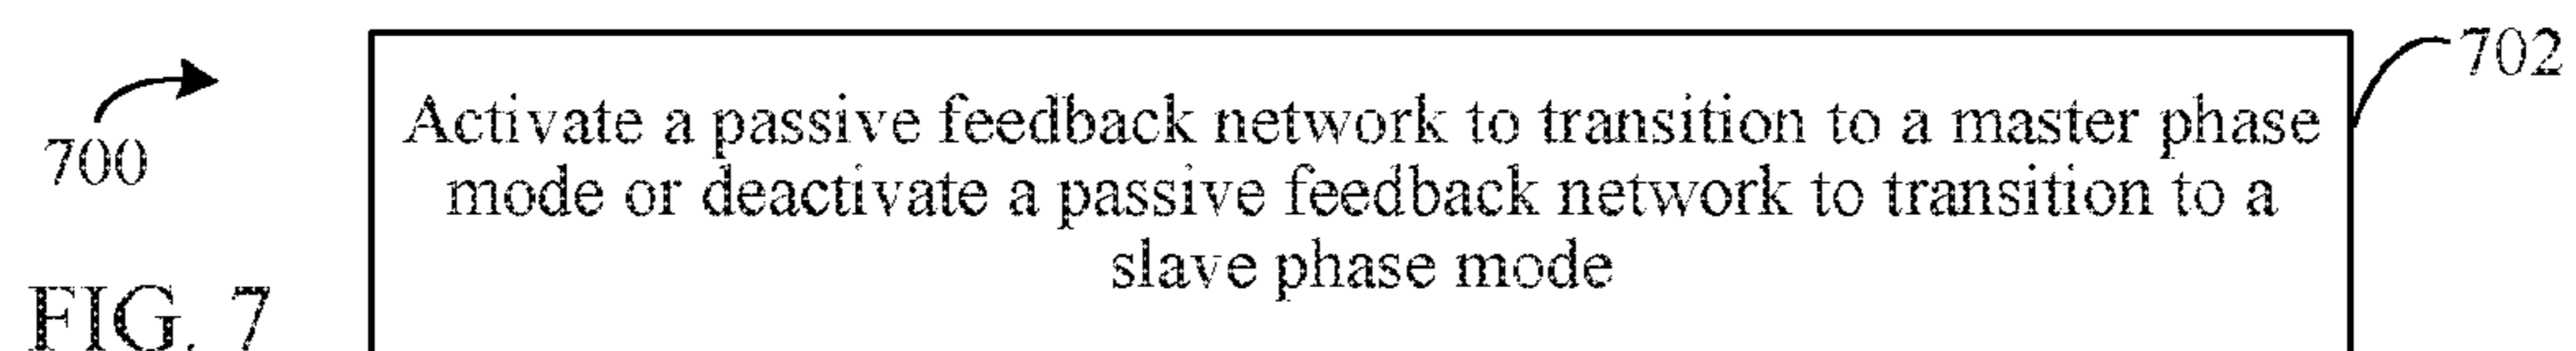 702
Activate a passive feedback network to transition to a master phase
700
mode or deactivate a passive feedback network to transition to a
slave phase mode
FIG. 7